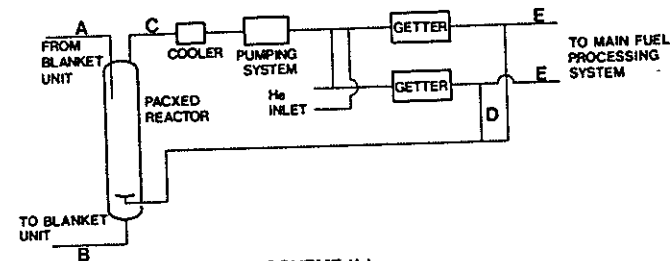 A
FROM
BLANKET
UNIT
C
COOLER
PUMPING
SYSTEM
GETTER
E
TO MAIN FUEL
PROCESSING
SYSTEM
GETTER
E
He
INLET
PACXED
REACTOR
D
TO BLANKET
UNIT
B